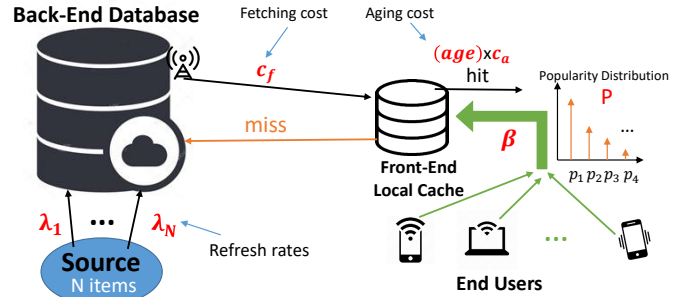 Back-End Database
Fetching cost
Aging cost
c_f
(age)xc_a
hit
Popularity Distribution
P
...
p_1 p_2 p_3 p_4
miss
β
Front-End
Local Cache
λ_1 ... λ_N
Refresh rates
Source
N items
...
End Users